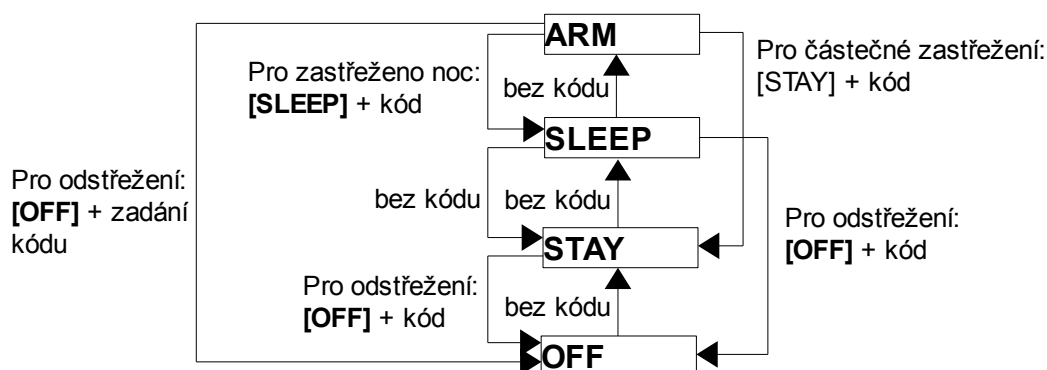 ARM
Pro zastřeženo noc:
[SLEEP] + kód
bez kódu
Pro částečné zastřežení:
[STAY] + kód
SLEEP
Pro odstřežení:
[OFF] + zadání
kódu
bez kódu
bez kódu
Pro odstřežení:
[OFF] + kód
STAY
Pro odstřežení:
[OFF] + kód
bez kódu
OFF